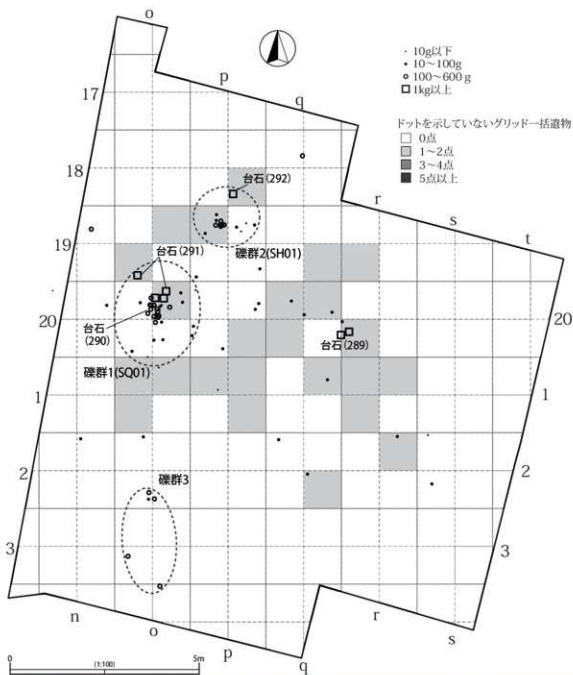 o
p
q
r
s
t
17
18
19
20
1
2
3
20
1
2
3
n
o
p
q
r
s
10g以下
10～100g
100～600g
1kg以上
ドットを示していないグリッド一括遺物
0点
1～2点
3～4点
5点以上
台石(292)
礫群2(SH01)
台石(291)
台石
(290)
台石
(289)
礫群1(SQ01)
礫群3
0 (1:100) 5m